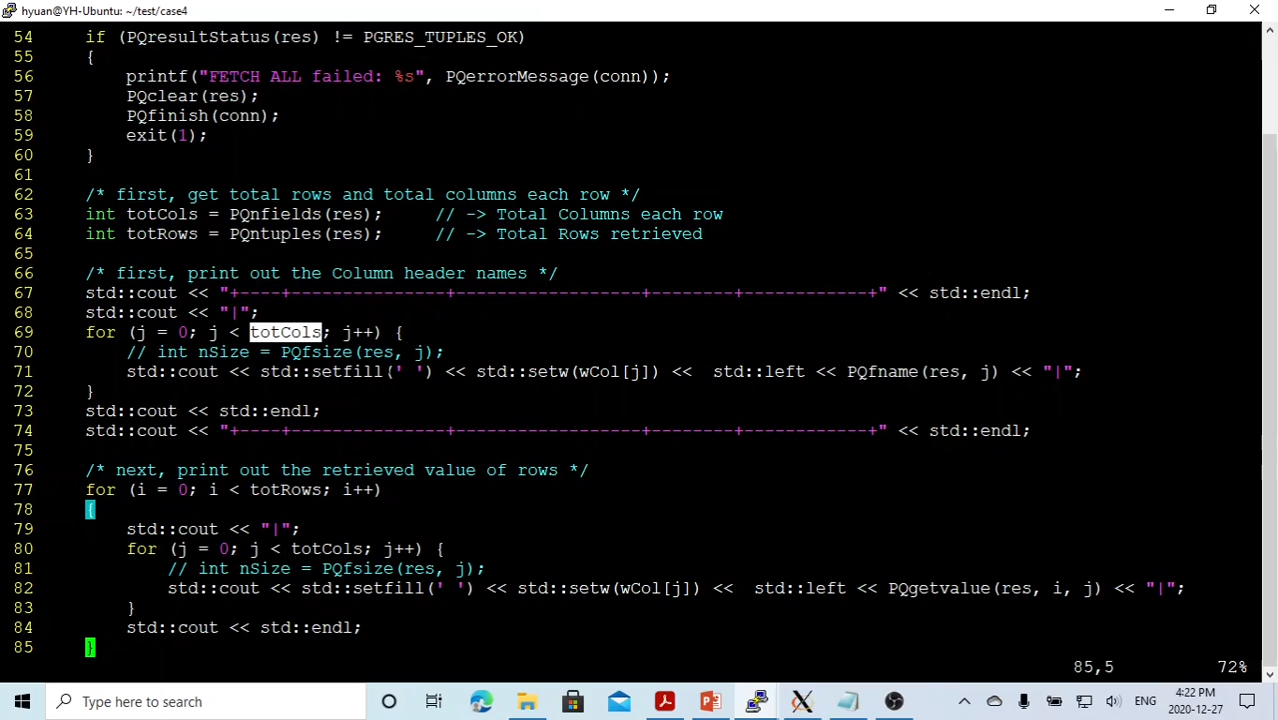 hyuan@YH-Ubuntu: ~/test/case4
54 if (PQresultStatus(res) != PGRES_TUPLES_OK)
55 {
56 printf("FETCH ALL failed: %s", PQerrorMessage(conn));
57 PQclear(res);
58 PQfinish(conn);
59 exit(1);
60 }
61
62 /* first, get total rows and total columns each row */
63 int totCols = PQnfields(res); // -> Total Columns each row
64 int totRows = PQntuples(res); // -> Total Rows retrieved
65
66 /* first, print out the Column header names */
67 std::cout << "+----+---------------+------------------+--------+------------+" << std::endl;
68 std::cout << "|";
69 for (j = 0; j < totCols; j++) {
70 // int nSize = PQfsize(res, j);
71 std::cout << std::setfill(' ') << std::setw(wCol[j]) << std::left << PQfname(res, j) << "|";
72 }
73 std::cout << std::endl;
74 std::cout << "+----+---------------+------------------+--------+------------+" << std::endl;
75
76 /* next, print out the retrieved value of rows */
77 for (i = 0; i < totRows; i++)
78 {
79 std::cout << "|";
80 for (j = 0; j < totCols; j++) {
81 // int nSize = PQfsize(res, j);
82 std::cout << std::setfill(' ') << std::setw(wCol[j]) << std::left << PQgetvalue(res, i, j) << "|";
83 }
84 std::cout << std::endl;
85 }
85,5 72%
Type here to search
ENG
4:22 PM
2020-12-27